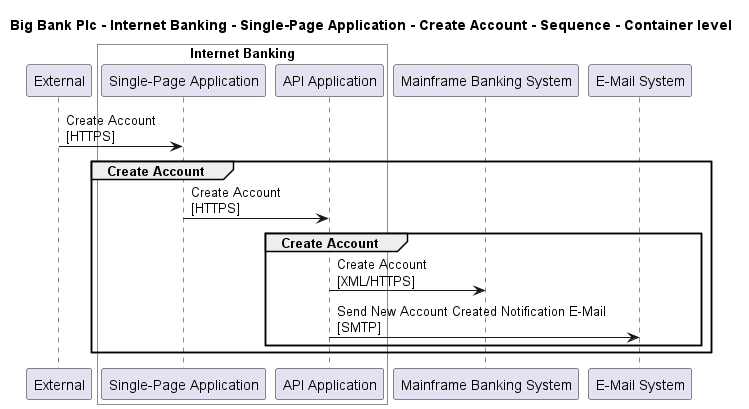 Big Bank Plc - Internet Banking - Single-Page Application - Create Account - Sequence - Container level
Internet Banking
External
Single-Page Application
API Application
Mainframe Banking System
E-Mail System
Create Account
[HTTPS]
Create Account
Create Account
[HTTPS]
Create Account
Create Account
[XML/HTTPS]
Send New Account Created Notification E-Mail
[SMTP]
External
Single-Page Application
API Application
Mainframe Banking System
E-Mail System